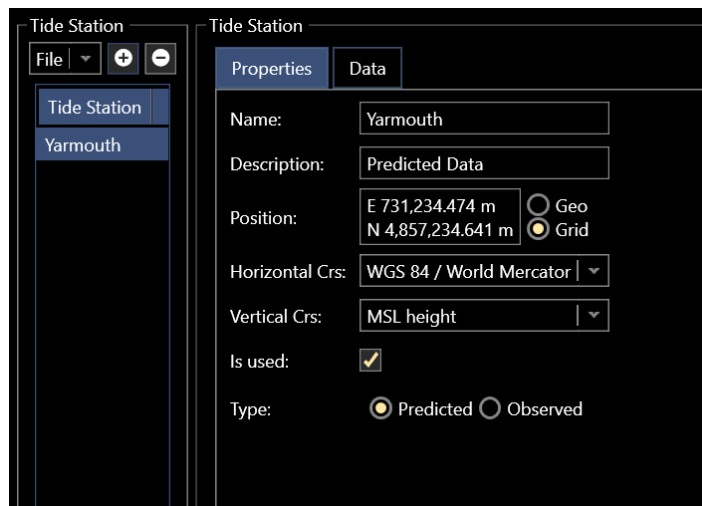 Tide Station
File
Tide Station
Yarmouth
Tide Station
Properties Data
Name: Yarmouth
Description: Predicted Data
Position: E 731,234.474 m Geo
N 4,857,234.641 m Grid
Horizontal Crs: WGS 84 / World Mercator
Vertical Crs: MSL height
Is used:
Type: Predicted Observed